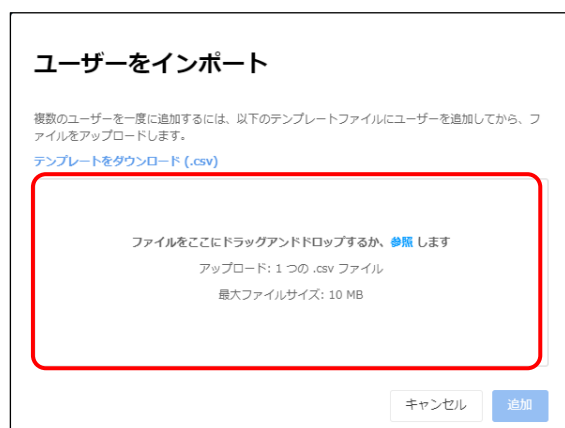 ユーザーをインポート
複数のユーザーを一度に追加するには、以下のテンプレートファイルにユーザーを追加してから、フ
ァイルをアップロードします。
テンプレートをダウンロード (.csv)
ファイルをここにドラッグアンドドロップするか、参照 します
アップロード: 1 つの .csv ファイル
最大ファイルサイズ: 10 MB
キャンセル
追加